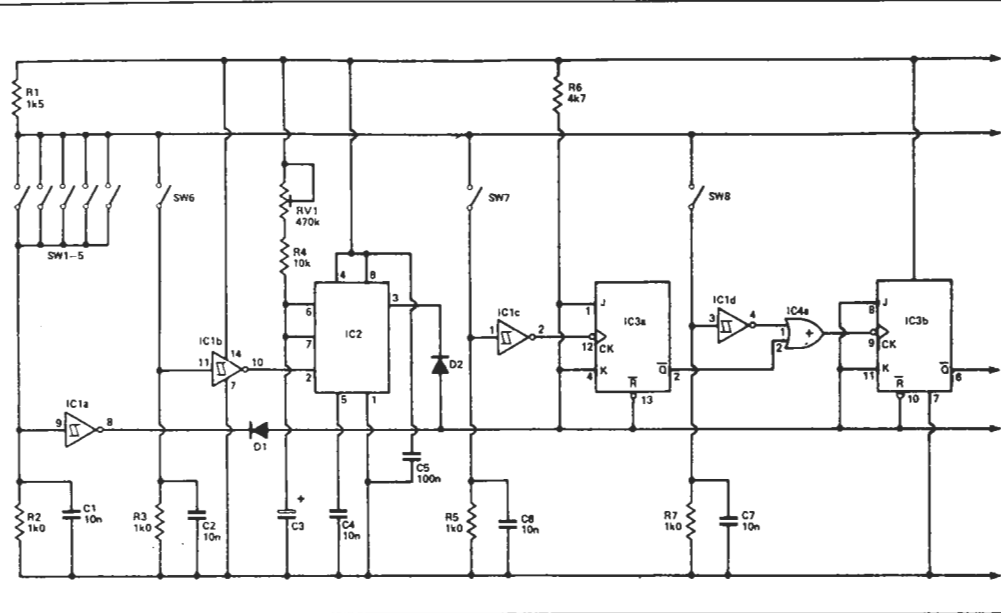 R1
1k5
R6
4k7
SW6
SW7
SW8
RV1
470k
SW1-5
R4
10k
4
8
3
6
IC2
7
2
5
1
IC1b
14
11
10
7
IC1a
9
8
D1
D2
C5
100n
IC1c
1
2
J
1
IC3a
12
CK
4
K
R
Q
2
13
IC1d
3
4
IC4a
1
2
+
J
8
IC3b
9
CK
11
K
R
Q
6
10
7
R2
1k0
C1
10n
R3
1k0
C2
10n
+
C3
C4
10n
R5
1k0
C6
10n
R7
1k0
C7
10n